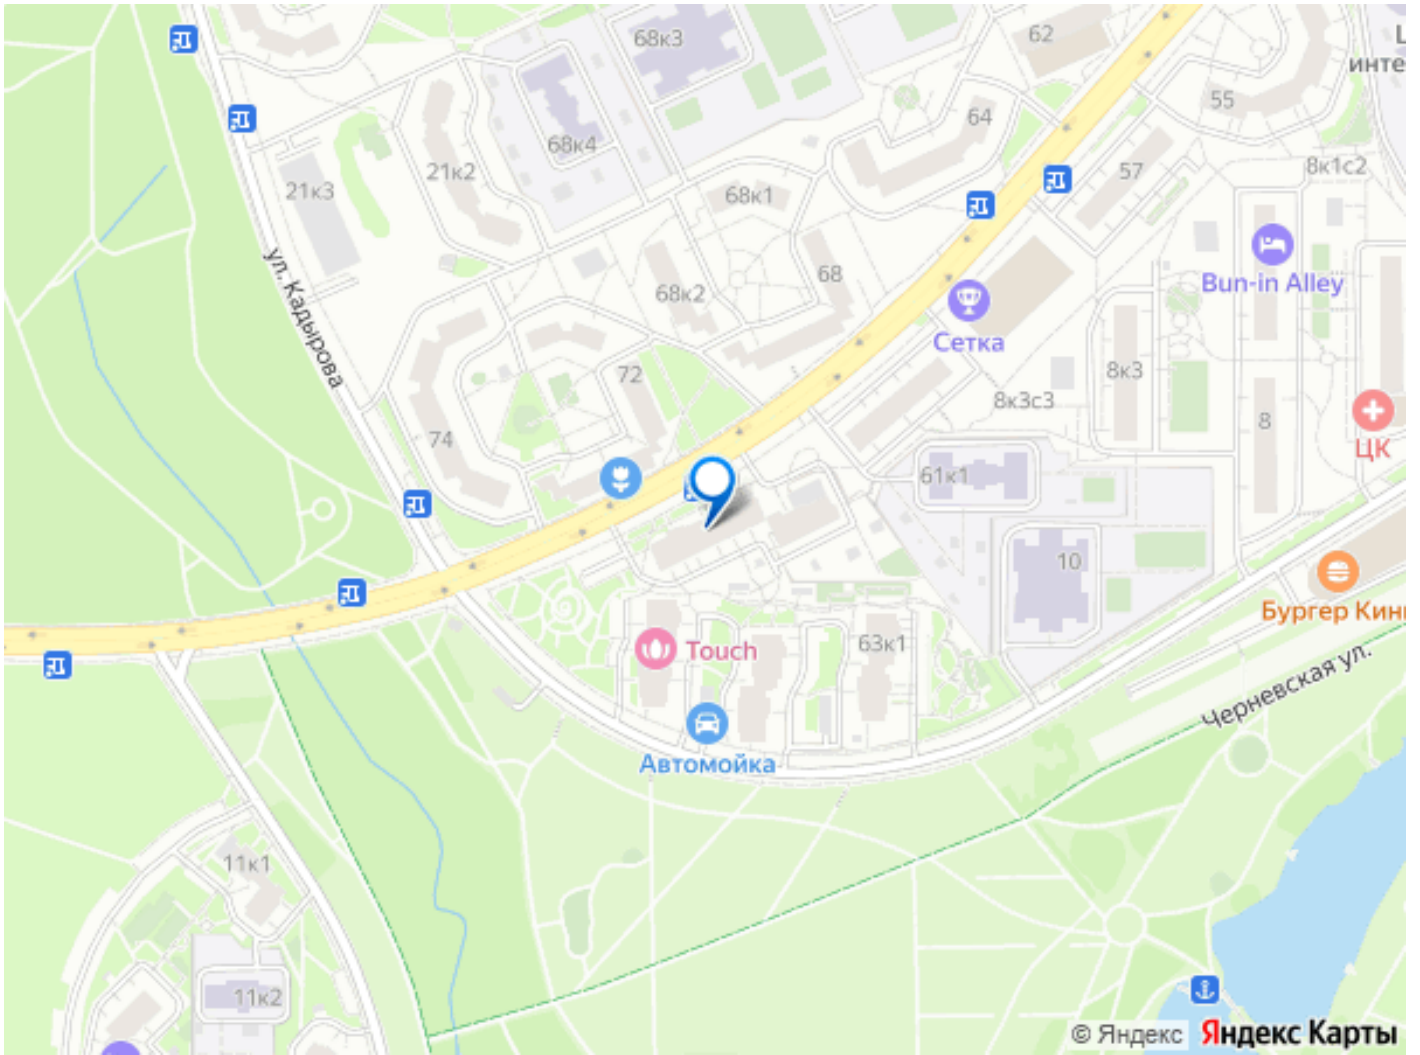 68к3
62
Ц
инте
55
64
68к4
21к2
57
8к1с2
21к3
68к1
ул. Кадырова
68
Bun-in Alley
68к2
Сетка
72
8к3
8к3с3
8
74
ЦК
61к1
10
Бургер Кинг
63к1
Touch
Черневская ул.
Автомойка
11к1
11к2
© Яндекс
Яндекс Карты